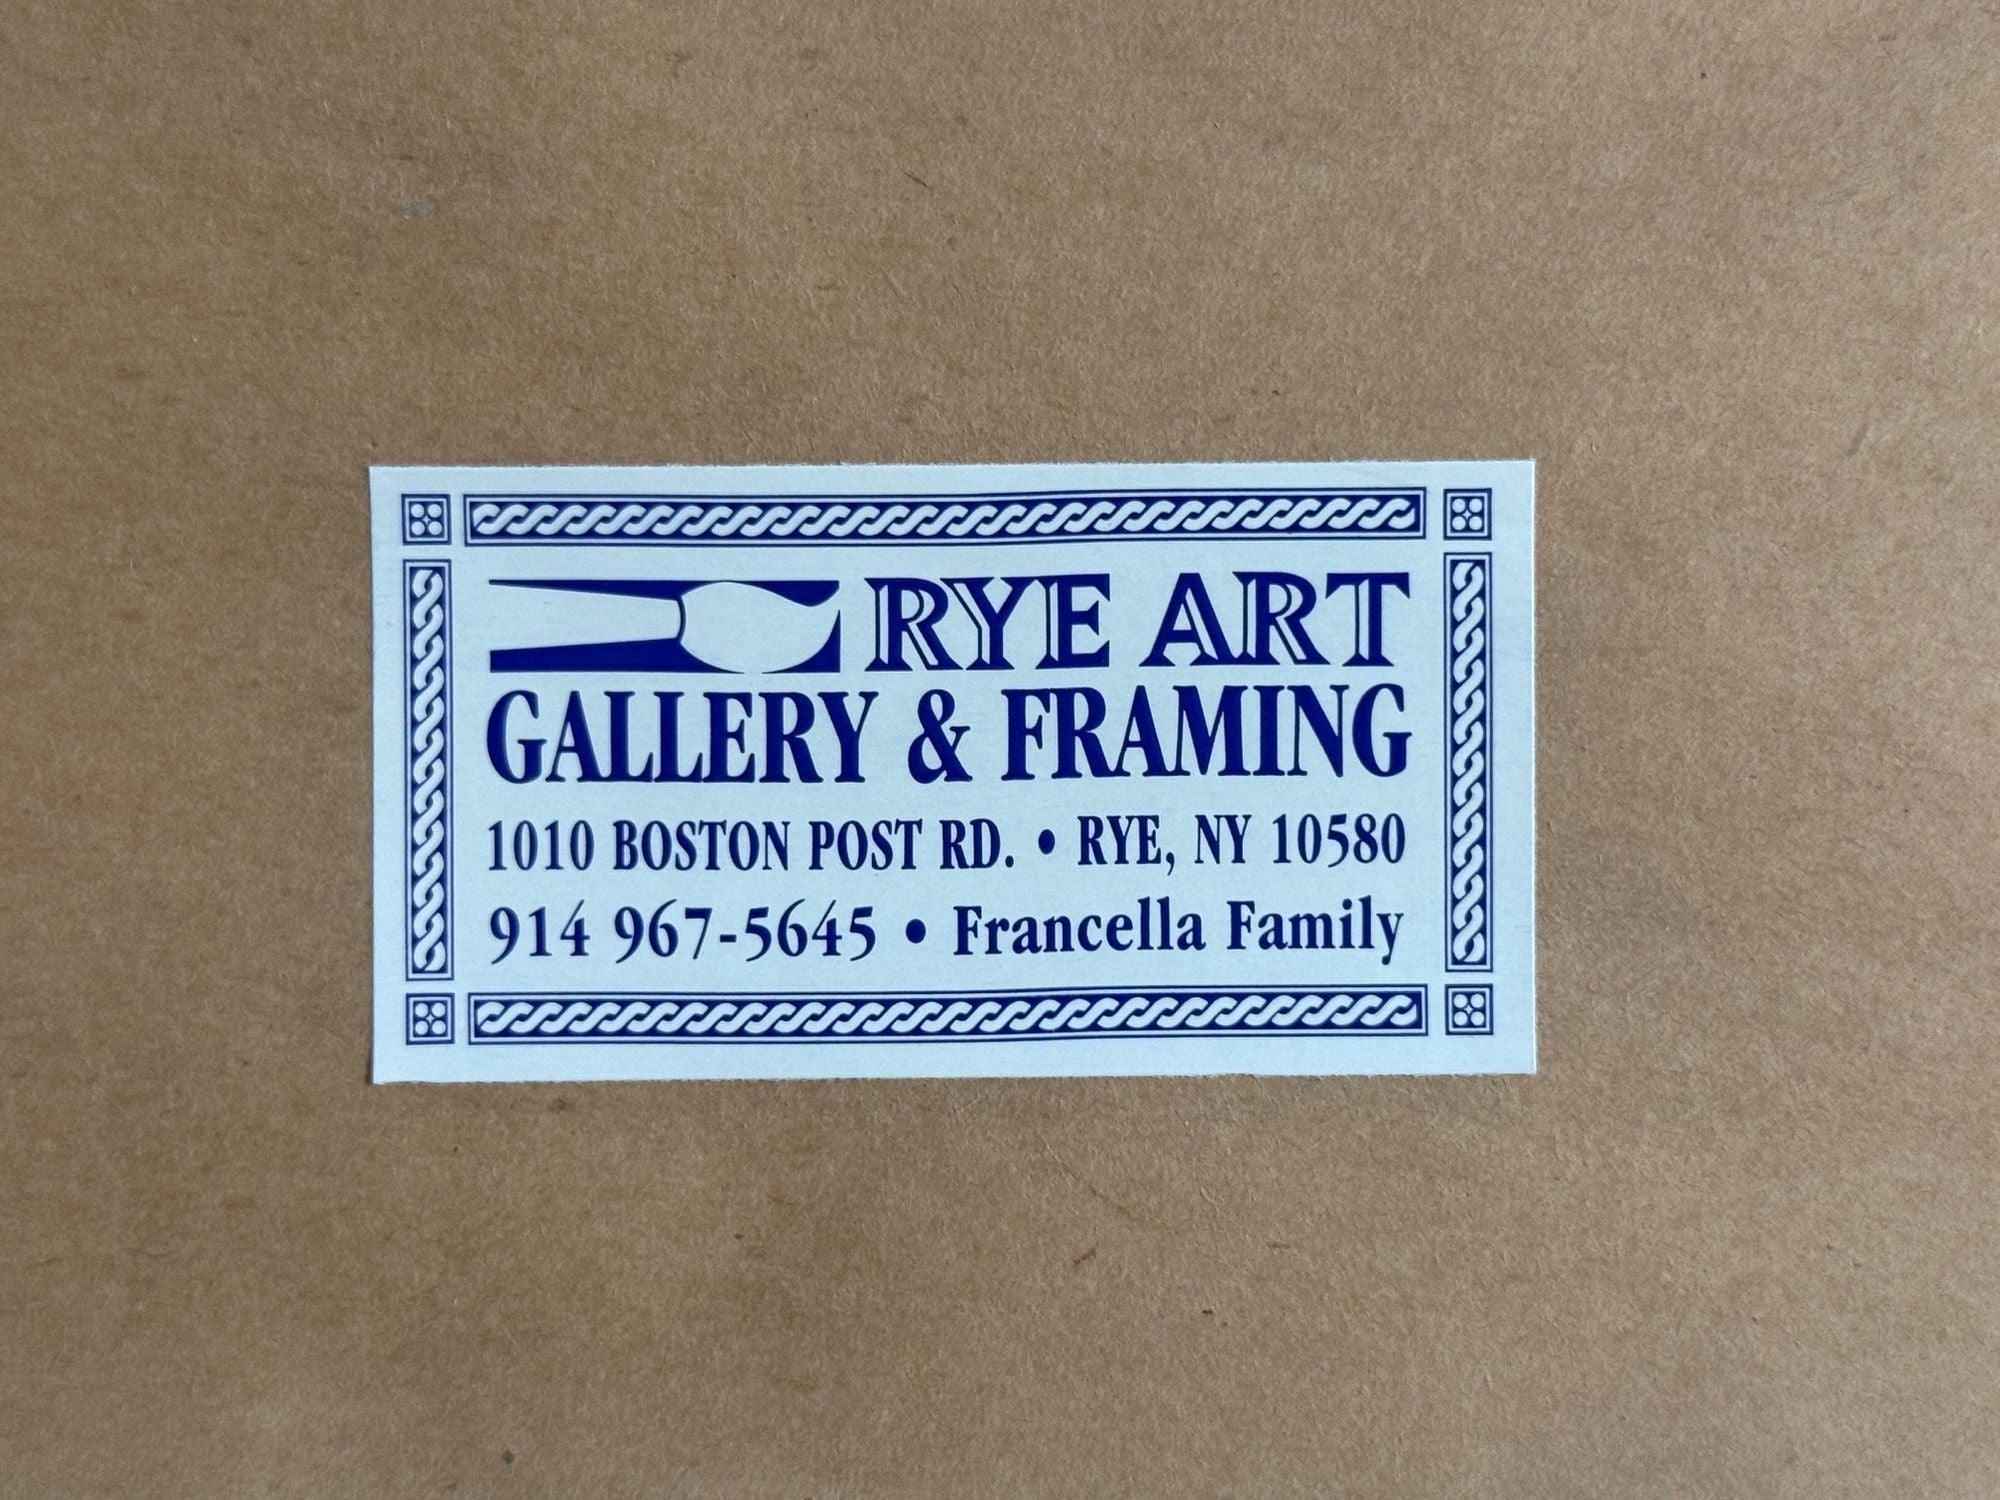 RYE ART
GALLERY & FRAMING
1010 BOSTON POST RD. • RYE, NY 10580
914 967-5645 • Francella Family